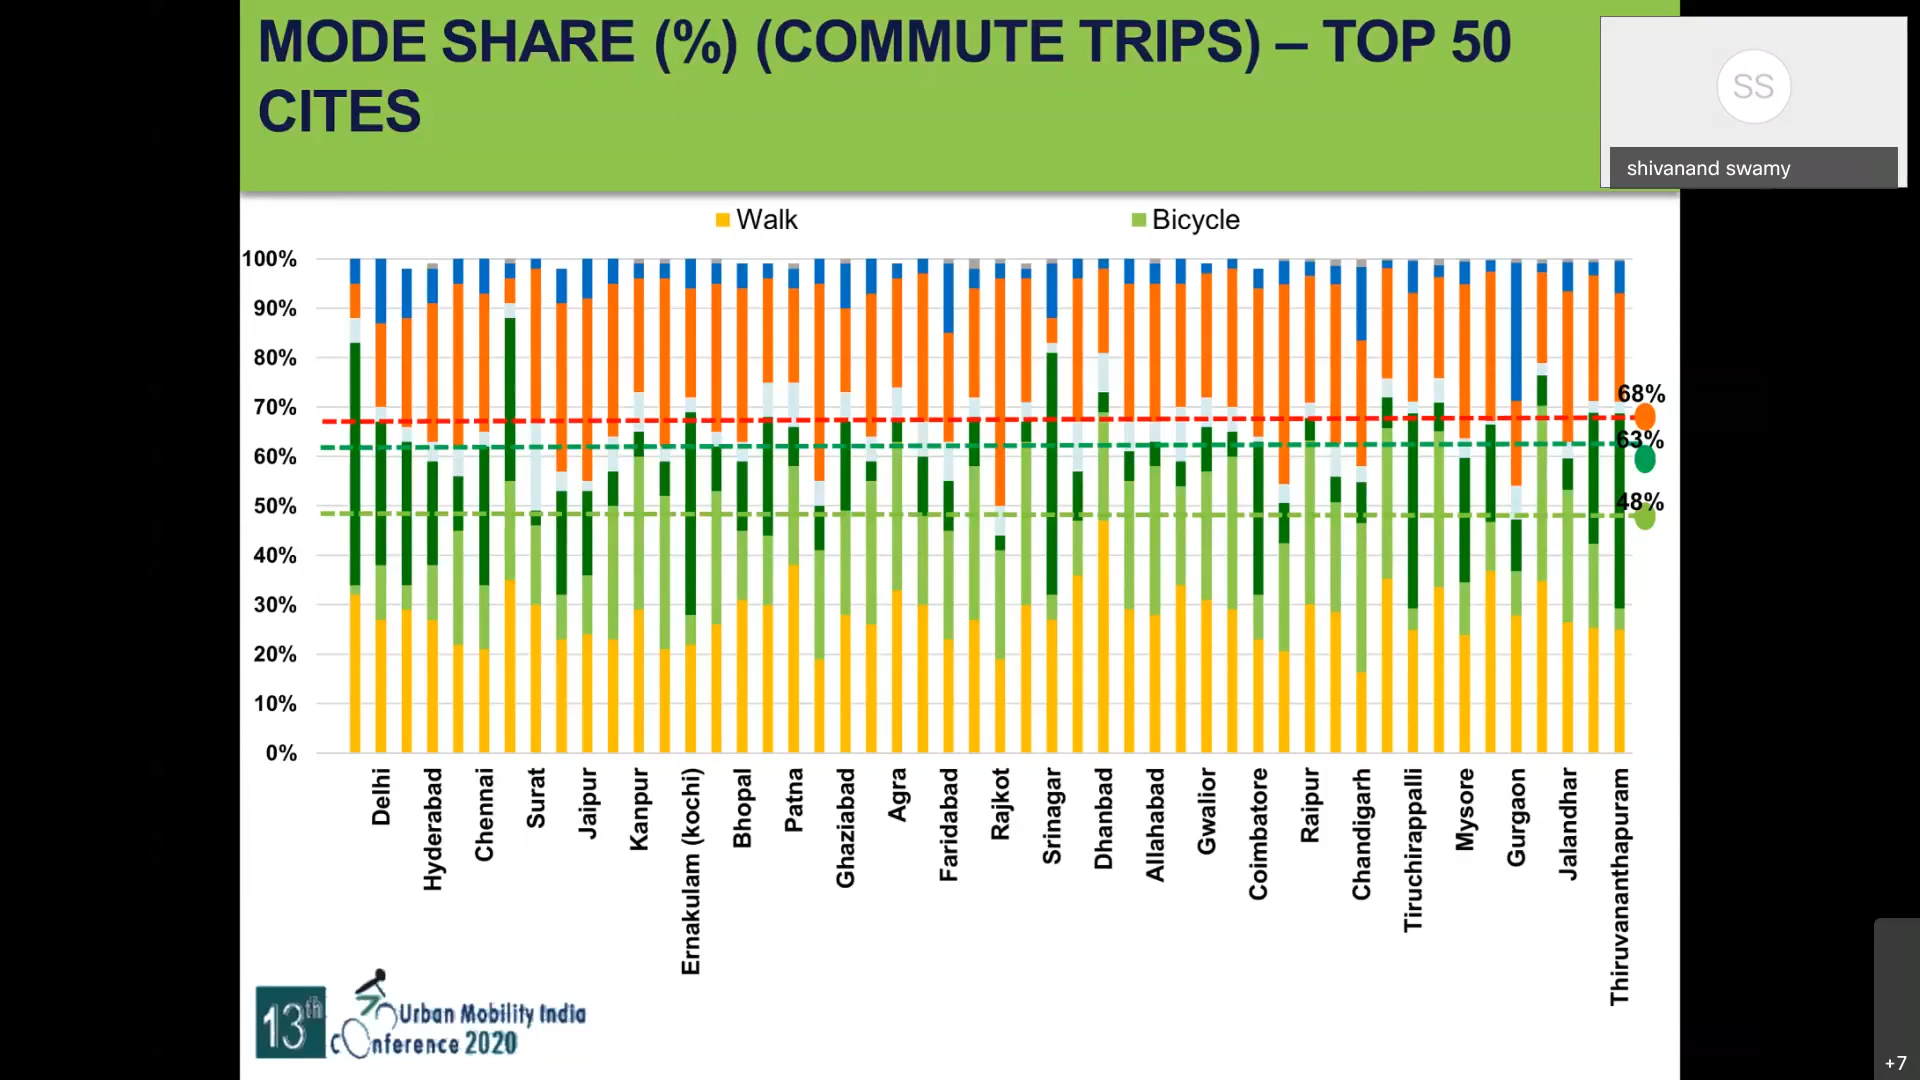 MODE SHARE (%) (COMMUTE TRIPS) – TOP 50
CITES
SS
shivanand swamy
Walk
Bicycle
100%
90%
80%
70%
60%
50%
40%
30%
20%
10%
0%
68%
63%
48%
Delhi
Hyderabad
Chennai
Surat
Jaipur
Kanpur
Ernakulam (kochi)
Bhopal
Patna
Ghaziabad
Agra
Faridabad
Rajkot
Srinagar
Dhanbad
Allahabad
Gwalior
Coimbatore
Raipur
Chandigarh
Tiruchirappalli
Mysore
Gurgaon
Jalandhar
Thiruvananthapuram
13th
Urban Mobility India
Conference 2020
+7